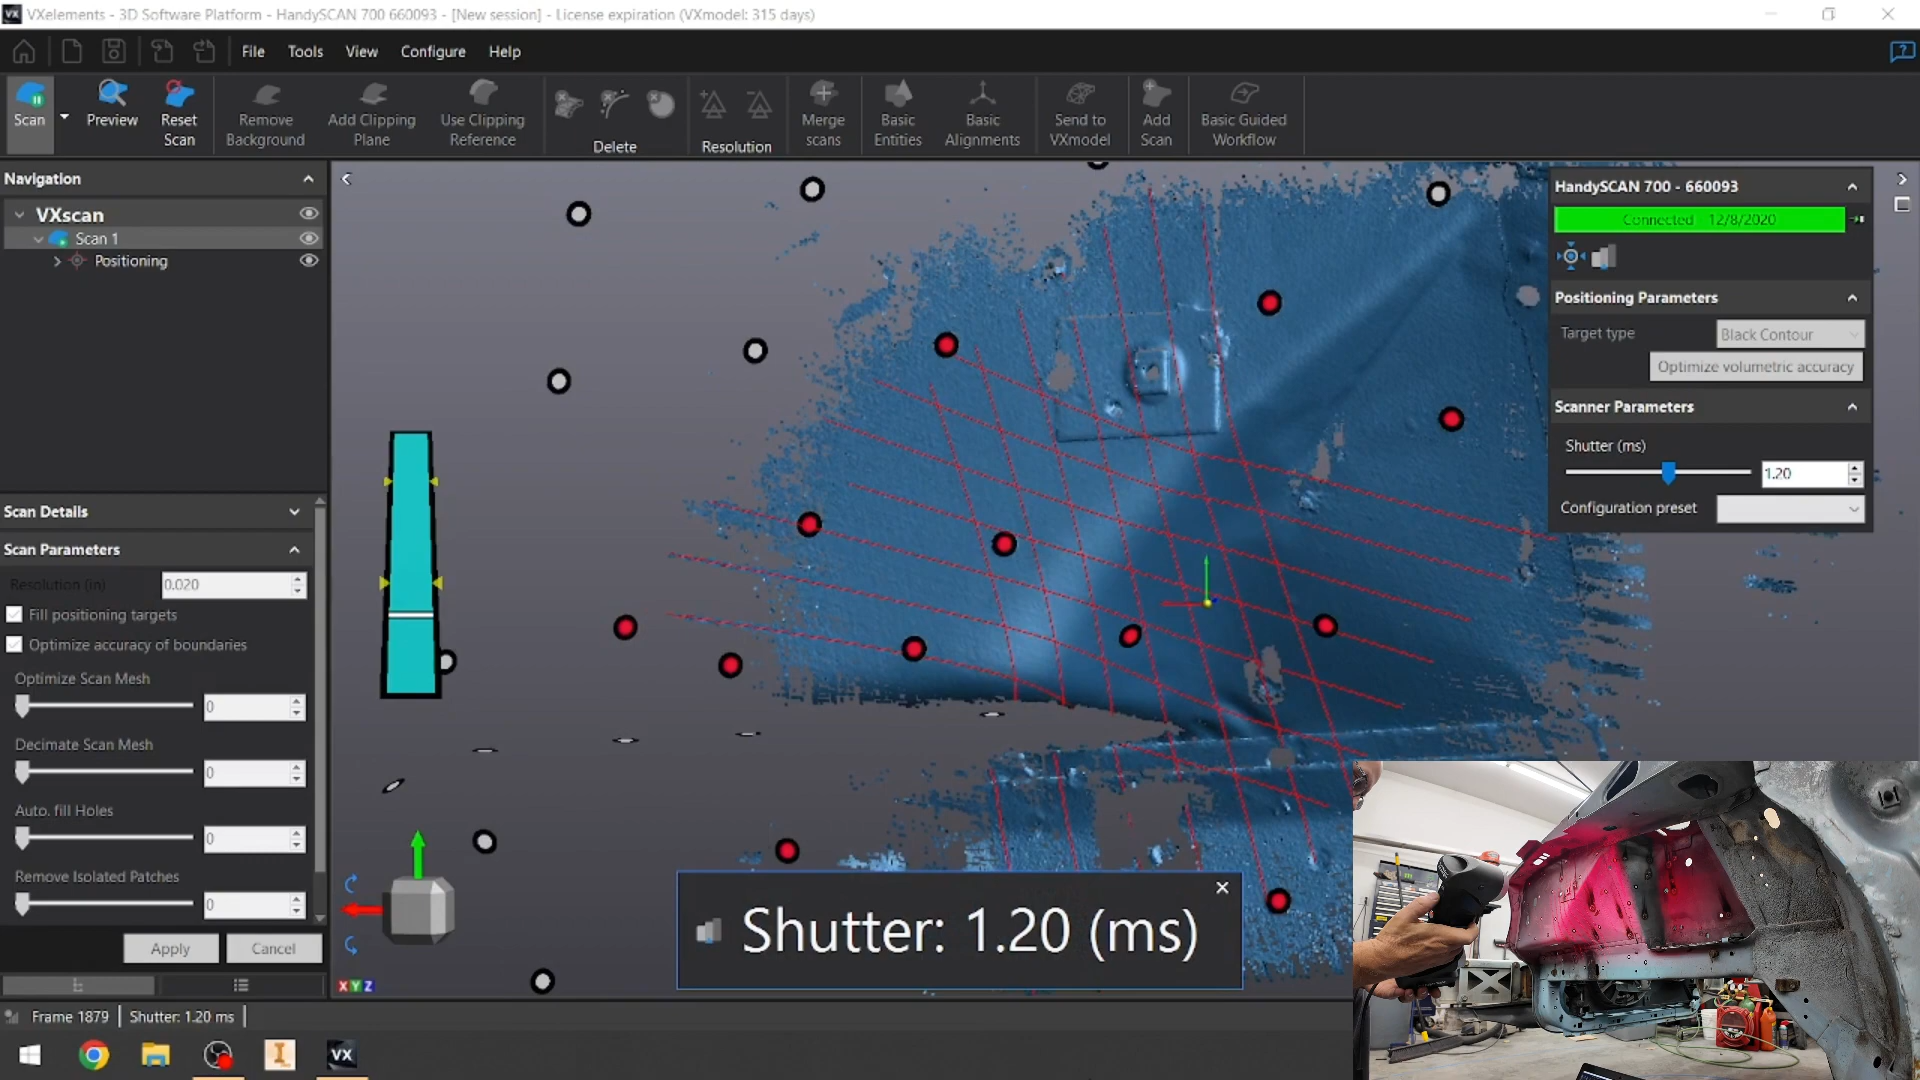 VX VXelements - 3D Software Platform - HandySCAN 700 660093 - [New session] - License expiration (VXmodel: 315 days)
File Tools View Configure Help
Scan
Preview
Reset
Scan
Remove
Background
Add Clipping
Plane
Use Clipping
Reference
Delete
Resolution
Merge
scans
Basic
Entities
Basic
Alignments
Send to
VXmodel
Add
Scan
Basic Guided
Workflow
Navigation
VXscan
Scan 1
Positioning
Scan Details
Scan Parameters
Resolution (in) 0.020
Fill positioning targets
Optimize accuracy of boundaries
Optimize Scan Mesh
0
Decimate Scan Mesh
0
Auto. fill Holes
0
Remove Isolated Patches
0
Apply Cancel
XYZ
HandySCAN 700 - 660093
Connected 12/8/2020
Positioning Parameters
Target type Black Contour
Optimize volumetric accuracy
Scanner Parameters
Shutter (ms)
1.20
Configuration preset
Shutter: 1.20 (ms)
Frame 1879 Shutter: 1.20 ms
I
VX